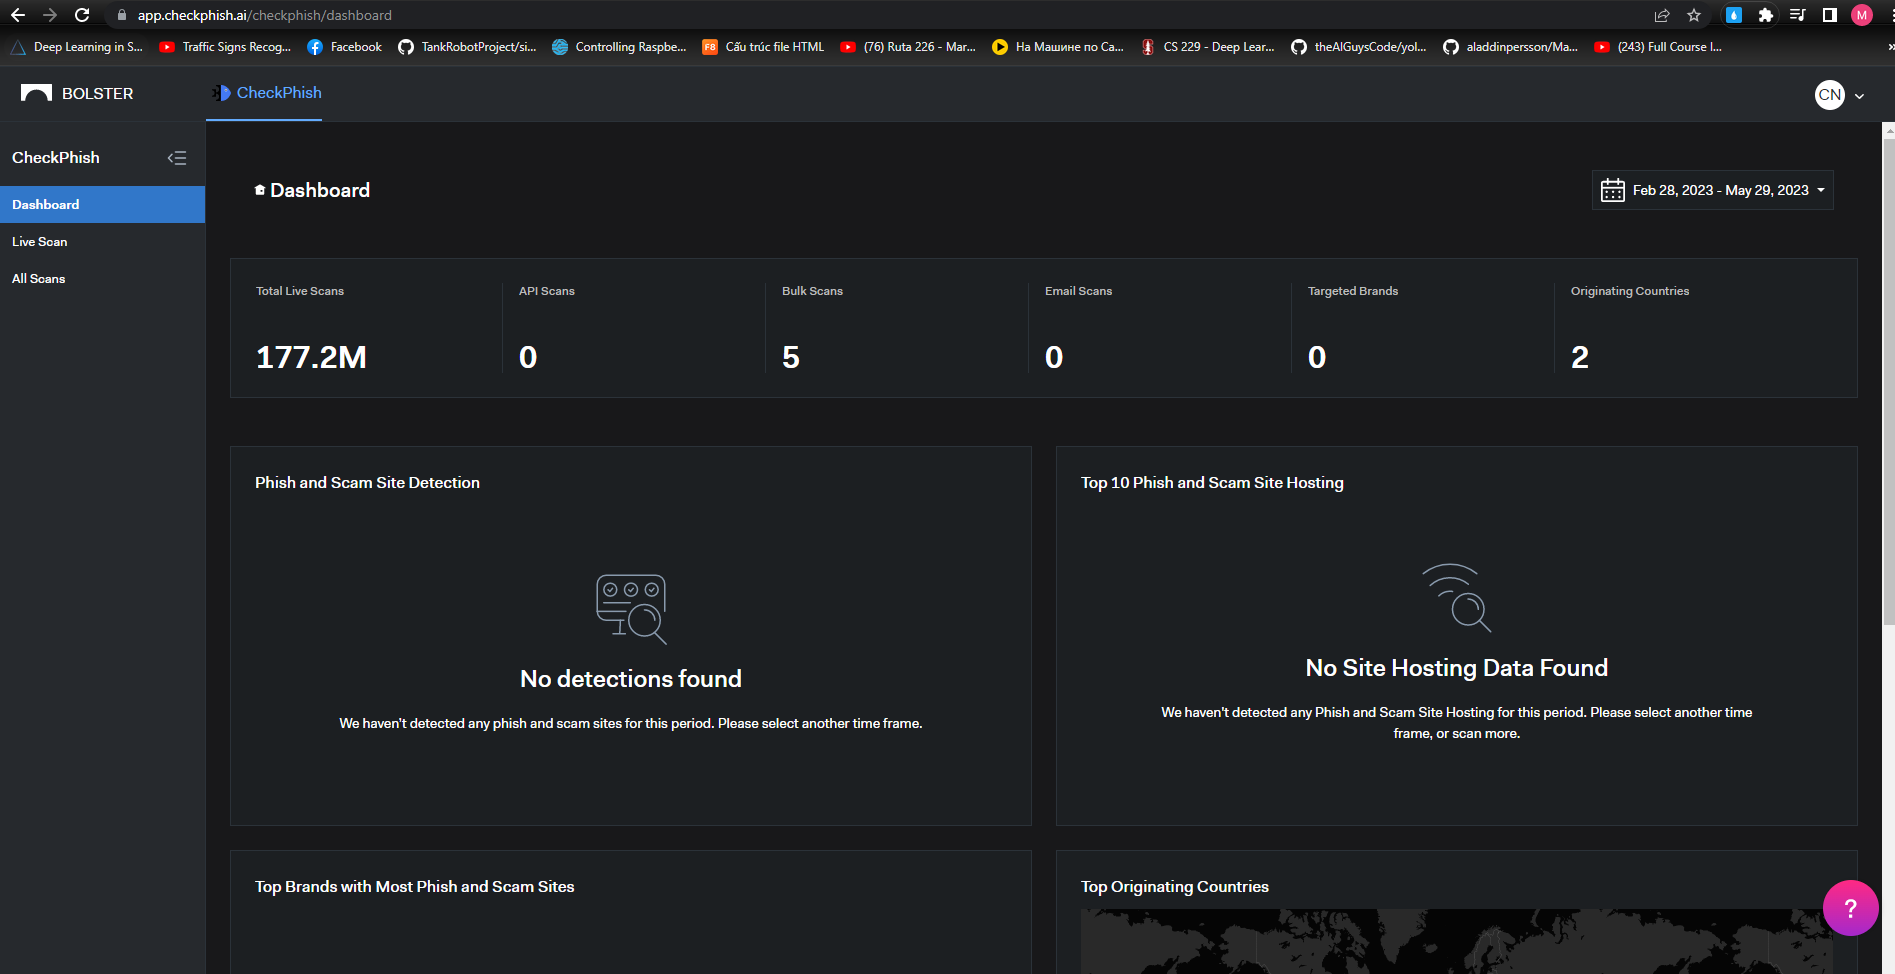 app.checkphish.ai/checkphish/dashboard
M
Deep Learning in S...
Traffic Signs Recog...
Facebook
TankRobotProject/si...
Controlling Raspbe...
F8 Cấu trúc file HTML
(76) Ruta 226 - Mar...
На Машине по Са...
CS 229 - Deep Lear...
theAIGuysCode/yol...
aladdinpersson/Ma...
(243) Full Course I...
»
BOLSTER
CheckPhish
CN
CheckPhish
Dashboard
Live Scan
All Scans
Dashboard
Feb 28, 2023 - May 29, 2023
Total Live Scans
177.2M
API Scans
0
Bulk Scans
5
Email Scans
0
Targeted Brands
0
Originating Countries
2
Phish and Scam Site Detection
No detections found
We haven't detected any phish and scam sites for this period. Please select another time frame.
Top 10 Phish and Scam Site Hosting
No Site Hosting Data Found
We haven't detected any Phish and Scam Site Hosting for this period. Please select another time
frame, or scan more.
Top Brands with Most Phish and Scam Sites
Top Originating Countries
?